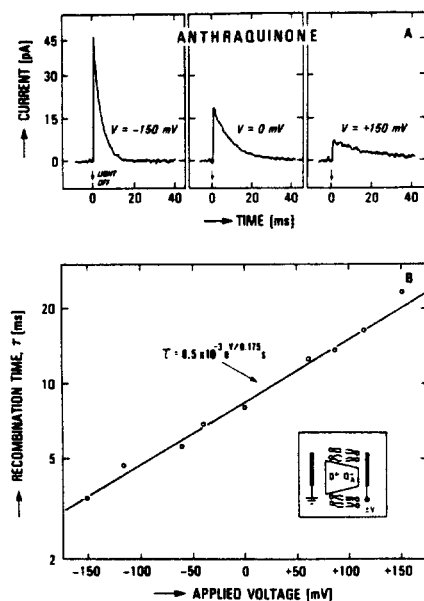 ANTHRAQUINONE
A
CURRENT [pA]
45
30
15
0
V = -150 mV
V = 0 mV
V = +150 mV
LIGHT
OFF
0 20 40
0 20 40
0 20 40
TIME [ms]
B
RECOMBINATION TIME, τ [ms]
20
10
5
2
τ = 8.5 x 10⁻³ e^V/0.175 s
D⁺ Q⁻A
±V
-150 -100 -50 0 +50 +100 +150
APPLIED VOLTAGE [mV]